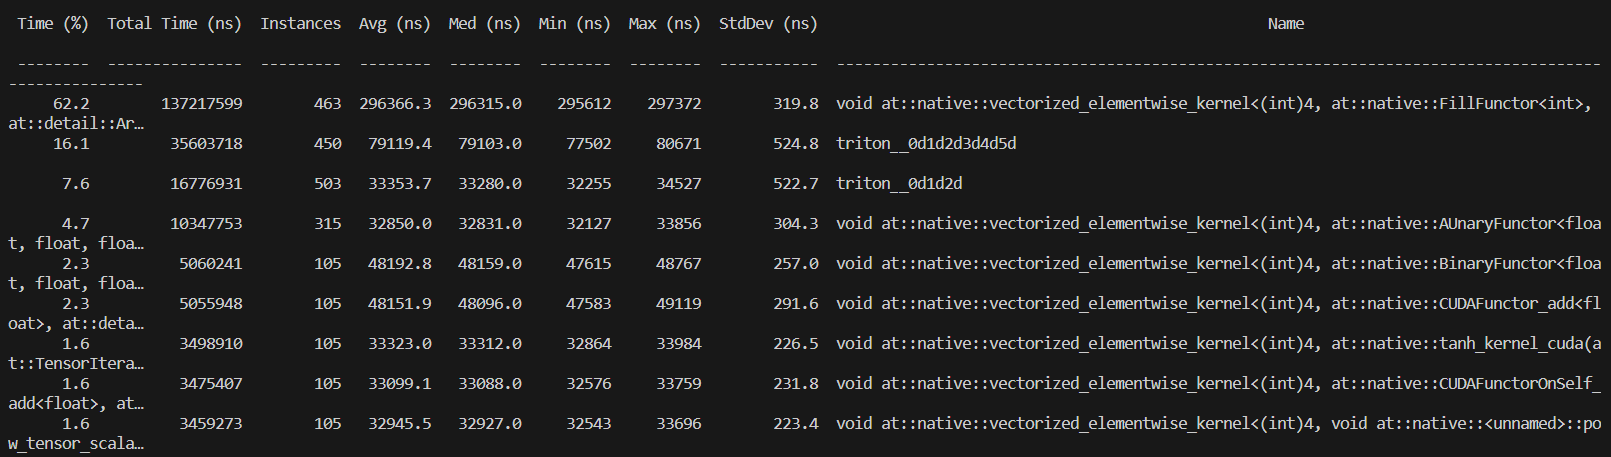 Time (%)  Total Time (ns)  Instances  Avg (ns)  Med (ns)  Min (ns)  Max (ns)  StdDev (ns)  Name
--------  ---------------  ---------  --------  --------  --------  --------  -----------  -------------------------------------------------------------------------------------
---------------
62.2  137217599  463  296366.3  296315.0  295612  297372  319.8  void at::native::vectorized_elementwise_kernel<(int)4, at::native::FillFunctor<int>,
at::detail::Ar…
16.1  35603718  450  79119.4  79103.0  77502  80671  524.8  triton__0d1d2d3d4d5d
7.6  16776931  503  33353.7  33280.0  32255  34527  522.7  triton__0d1d2d
4.7  10347753  315  32850.0  32831.0  32127  33856  304.3  void at::native::vectorized_elementwise_kernel<(int)4, at::native::AUnaryFunctor<floa
t, float, floa…
2.3  5060241  105  48192.8  48159.0  47615  48767  257.0  void at::native::vectorized_elementwise_kernel<(int)4, at::native::BinaryFunctor<floa
t, float, floa…
2.3  5055948  105  48151.9  48096.0  47583  49119  291.6  void at::native::vectorized_elementwise_kernel<(int)4, at::native::CUDAFunctor_add<fl
oat>, at::deta…
1.6  3498910  105  33323.0  33312.0  32864  33984  226.5  void at::native::vectorized_elementwise_kernel<(int)4, at::native::tanh_kernel_cuda(a
t::TensorItera…
1.6  3475407  105  33099.1  33088.0  32576  33759  231.8  void at::native::vectorized_elementwise_kernel<(int)4, at::native::CUDAFunctorOnSelf_
add<float>, at…
1.6  3459273  105  32945.5  32927.0  32543  33696  223.4  void at::native::vectorized_elementwise_kernel<(int)4, void at::native::<unnamed>::po
w_tensor_scala…